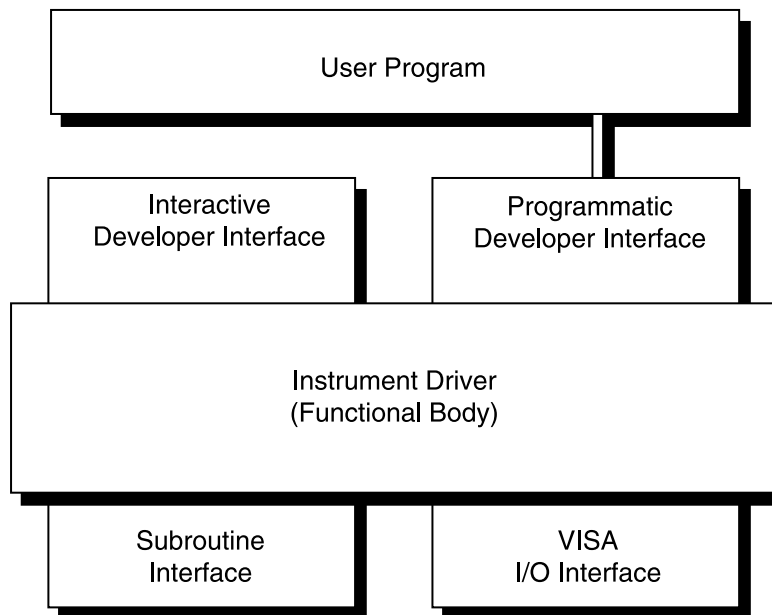 User Program
Interactive
Developer Interface
Programmatic
Developer Interface
Instrument Driver
(Functional Body)
Subroutine
Interface
VISA
I/O Interface